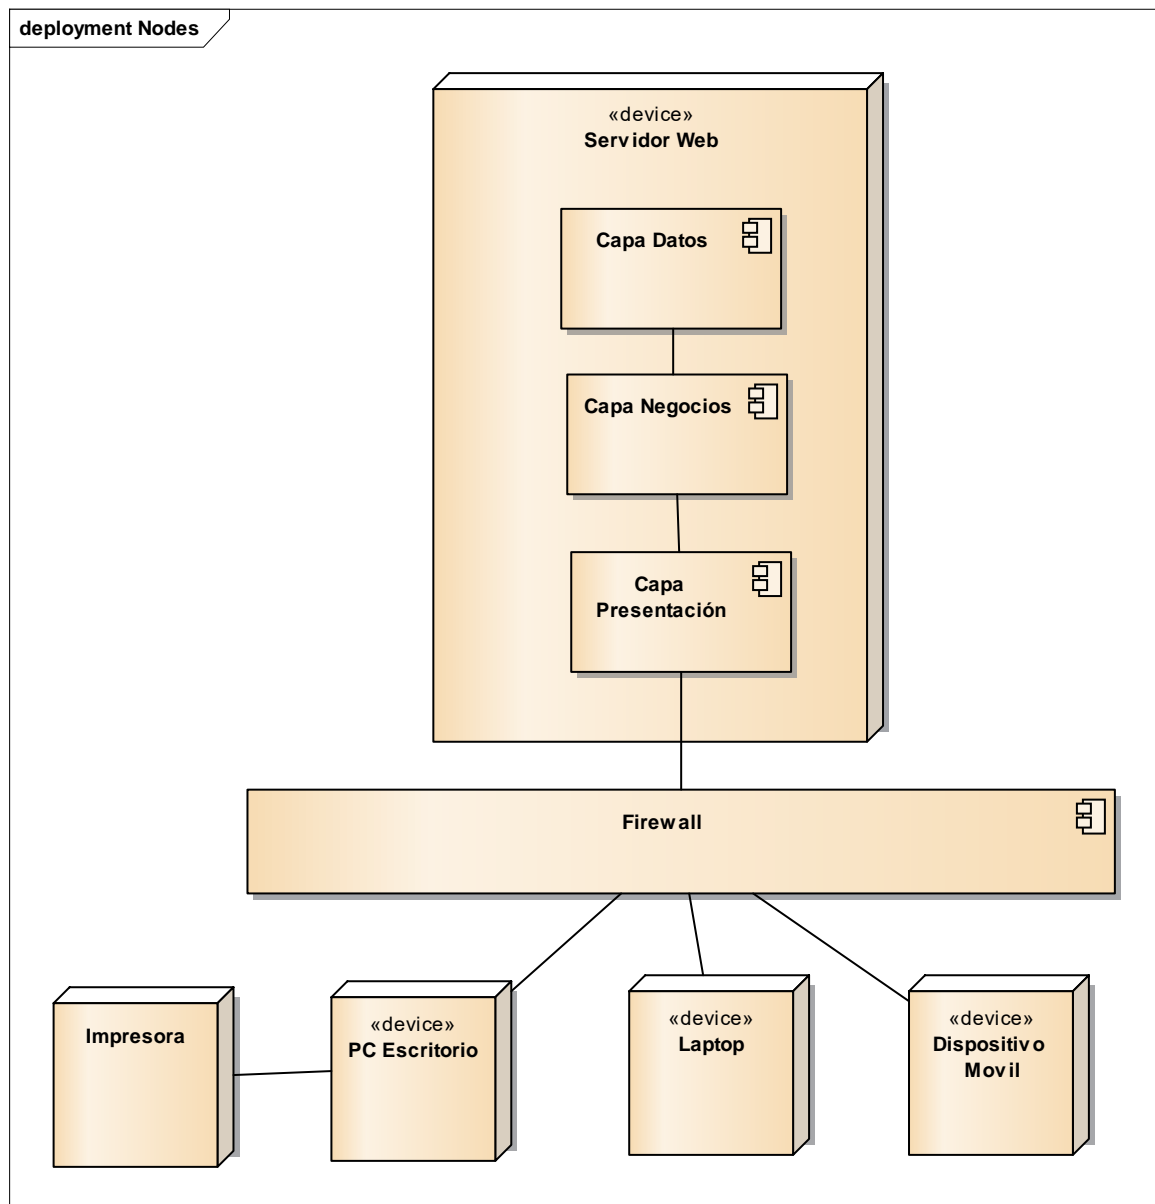 deployment Nodes
«device»
Servidor Web
Capa Datos
Capa Negocios
Capa
Presentación
Firewall
Impresora
«device»
PC Escritorio
«device»
Laptop
«device»
Dispositivo
Movil